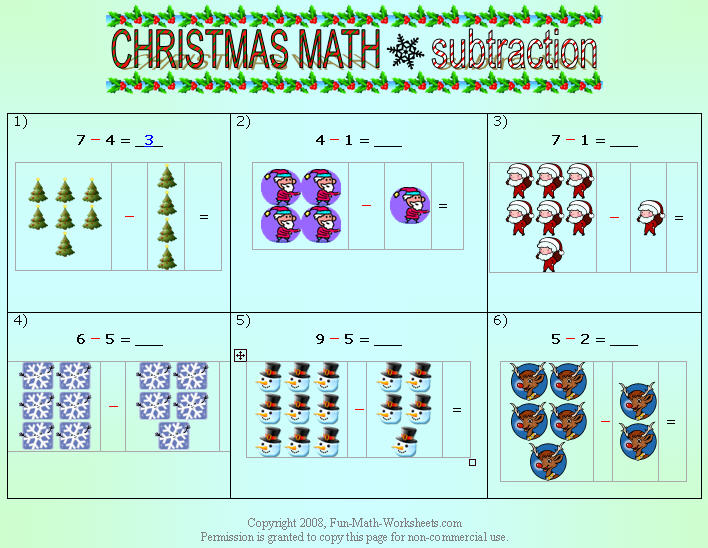 CHRISTMAS MATH subtraction
1)
7 − 4 = _3_
− =
2)
4 − 1 = ___
− =
3)
7 − 1 = ___
− =
4)
6 − 5 = ___
−
5)
9 − 5 = ___
− =
6)
5 − 2 = ___
− =
Copyright 2008, Fun-Math-Worksheets.com
Permission is granted to copy this page for non-commercial use.